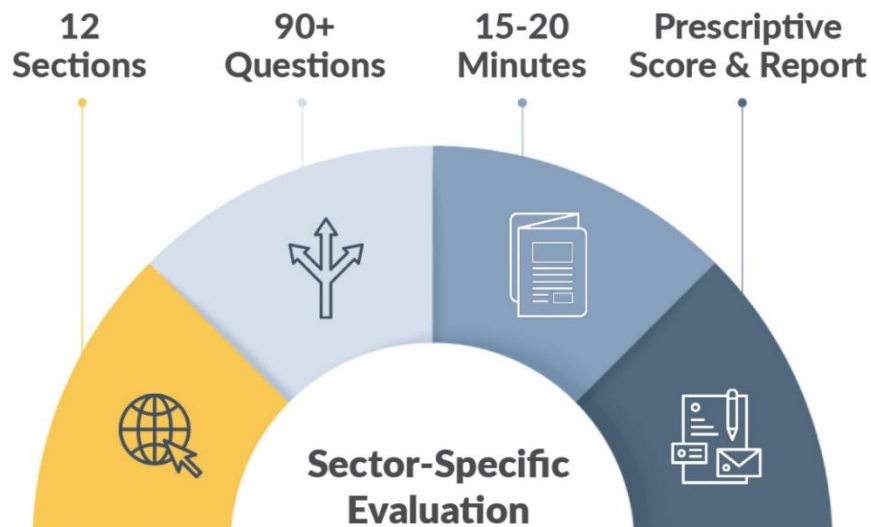 12
Sections
90+
Questions
15-20
Minutes
Prescriptive
Score & Report
Sector-Specific
Evaluation